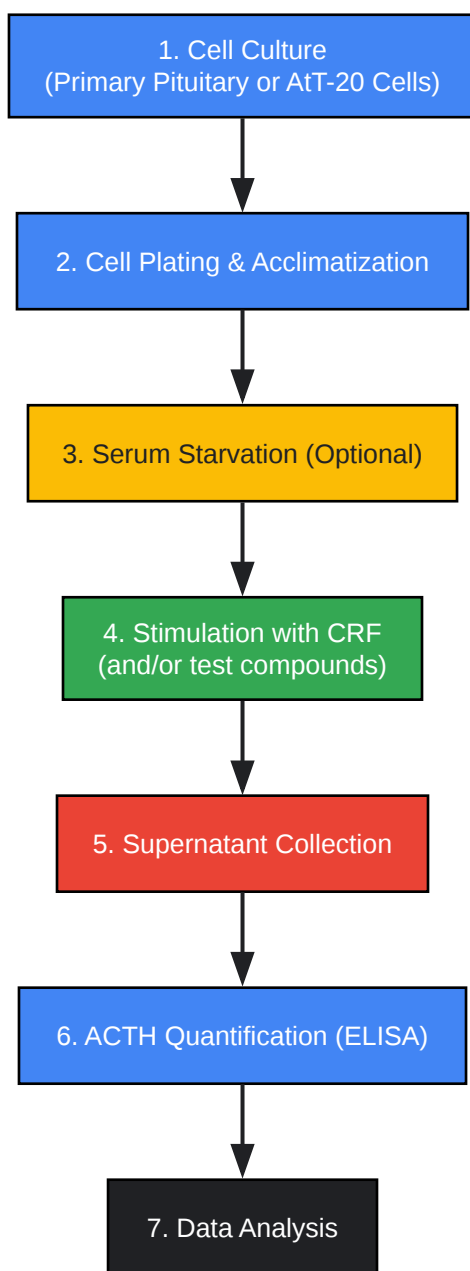 1. Cell Culture
(Primary Pituitary or AtT-20 Cells)
2. Cell Plating & Acclimatization
3. Serum Starvation (Optional)
4. Stimulation with CRF
(and/or test compounds)
5. Supernatant Collection
6. ACTH Quantification (ELISA)
7. Data Analysis